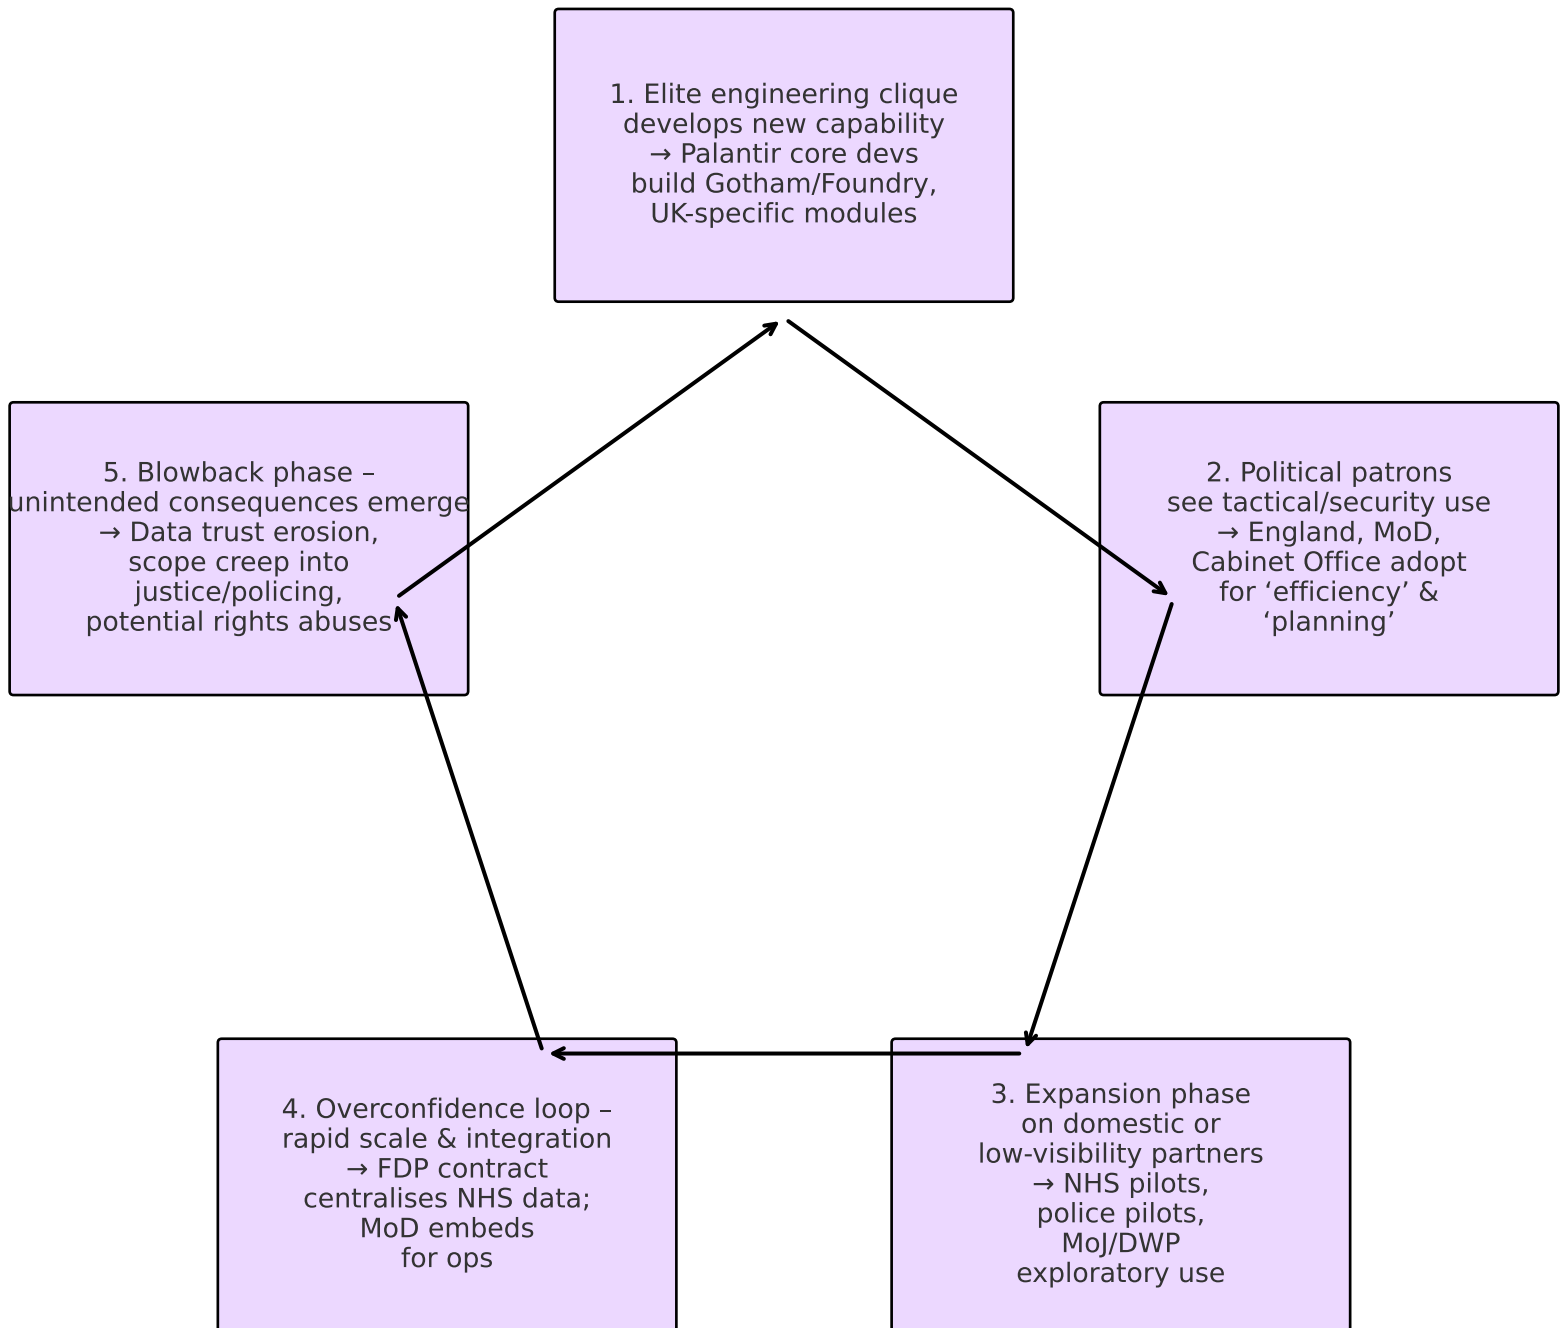 1. Elite engineering clique
develops new capability
→ Palantir core devs
build Gotham/Foundry,
UK-specific modules
2. Political patrons
see tactical/security use
→ England, MoD,
Cabinet Office adopt
for ‘efficiency’ &
‘planning’
3. Expansion phase
on domestic or
low-visibility partners
→ NHS pilots,
police pilots,
MoJ/DWP
exploratory use
4. Overconfidence loop –
rapid scale & integration
→ FDP contract
centralises NHS data;
MoD embeds
for ops
5. Blowback phase –
unintended consequences emerge
→ Data trust erosion,
scope creep into
justice/policing,
potential rights abuses